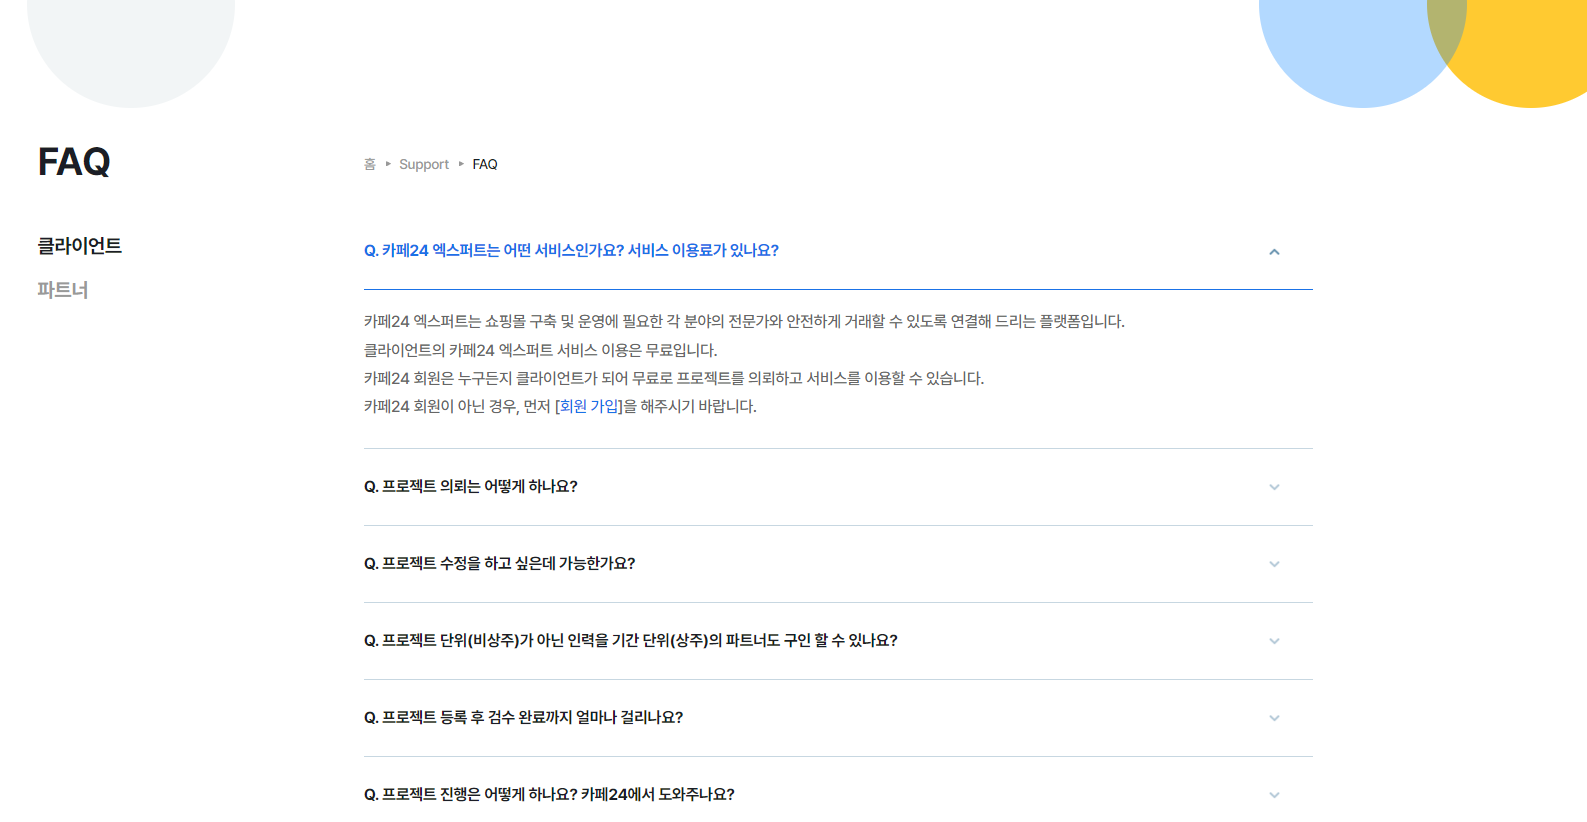 FAQ
홈 ▸ Support ▸ FAQ
클라이언트
파트너
Q. 카페24 엑스퍼트는 어떤 서비스인가요? 서비스 이용료가 있나요?
카페24 엑스퍼트는 쇼핑몰 구축 및 운영에 필요한 각 분야의 전문가와 안전하게 거래할 수 있도록 연결해 드리는 플랫폼입니다.
클라이언트의 카페24 엑스퍼트 서비스 이용은 무료입니다.
카페24 회원은 누구든지 클라이언트가 되어 무료로 프로젝트를 의뢰하고 서비스를 이용할 수 있습니다.
카페24 회원이 아닌 경우, 먼저 [회원 가입]을 해주시기 바랍니다.
Q. 프로젝트 의뢰는 어떻게 하나요?
Q. 프로젝트 수정을 하고 싶은데 가능한가요?
Q. 프로젝트 단위(비상주)가 아닌 인력을 기간 단위(상주)의 파트너도 구인 할 수 있나요?
Q. 프로젝트 등록 후 검수 완료까지 얼마나 걸리나요?
Q. 프로젝트 진행은 어떻게 하나요? 카페24에서 도와주나요?